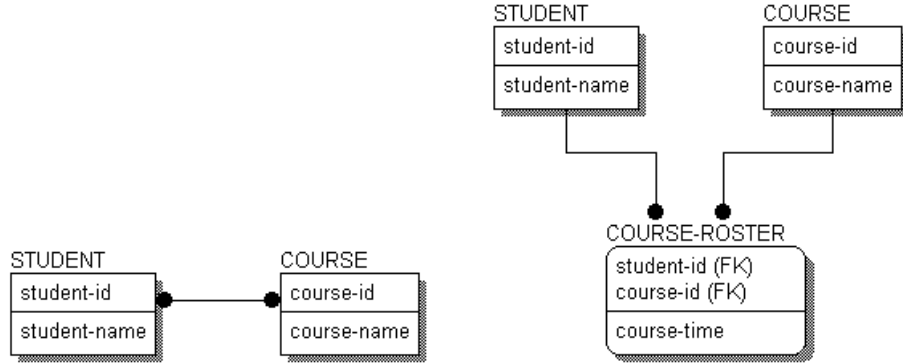 STUDENT
student-id
student-name
COURSE
course-id
course-name
STUDENT
student-id
student-name
COURSE
course-id
course-name
COURSE-ROSTER
student-id (FK)
course-id (FK)
course-time